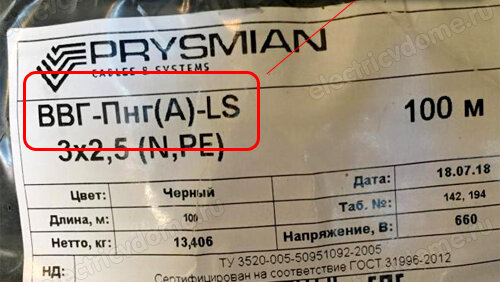 PRYSMIAN
CABLES & SYSTEMS
ВВГ-Пнг(А)-LS 100 м
3х2,5 (N,PE)
Цвет: Черный Дата: 18.07.18
Длина, м: 100 Таб. №: 142, 194
Нетто, кг: 13,406 Напряжение, в: 660
НД: ТУ 3520-005-50951092-2005
Сертифицирован на соответствие ГОСТ 31996-2012
electricvdome.ru